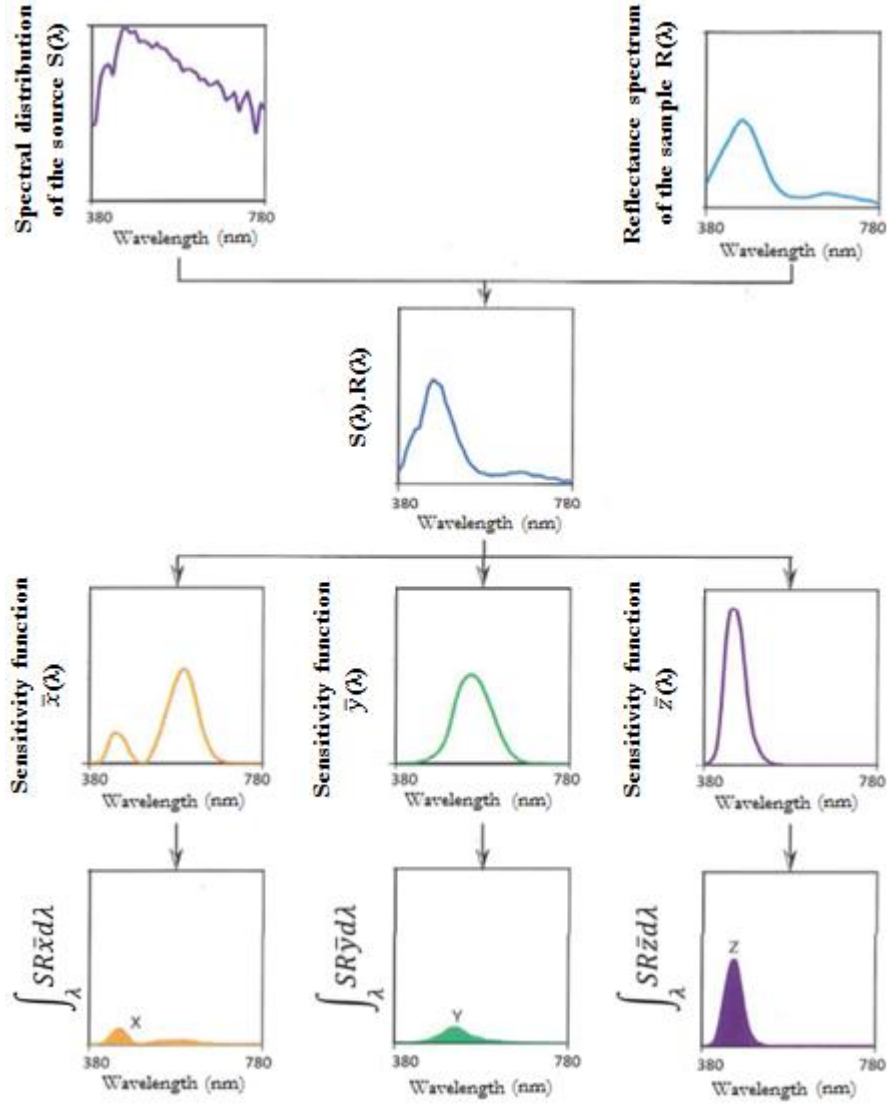 Spectral distribution
of the source S(λ)
380 780
Wavelength (nm)
Reflectance spectrum
of the sample R(λ)
380 780
Wavelength (nm)
S(λ).R(λ)
380 780
Wavelength (nm)
Sensitivity function
x̄(λ)
380 780
Wavelength (nm)
Sensitivity function
ȳ(λ)
380 780
Wavelength (nm)
Sensitivity function
z̄(λ)
380 780
Wavelength (nm)
∫λ SRx̄dλ
X
380 780
Wavelength (nm)
∫λ SRȳdλ
Y
380 780
Wavelength (nm)
∫λ SRz̄dλ
Z
380 780
Wavelength (nm)